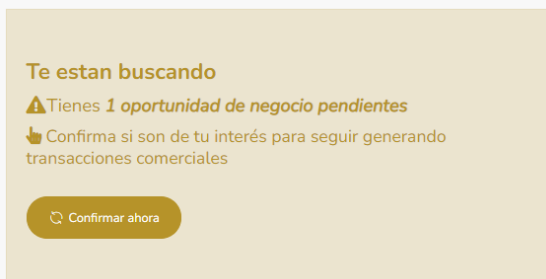 Te estan buscando
Tienes 1 oportunidad de negocio pendientes
Confirma si son de tu interés para seguir generando
transacciones comerciales
Confirmar ahora